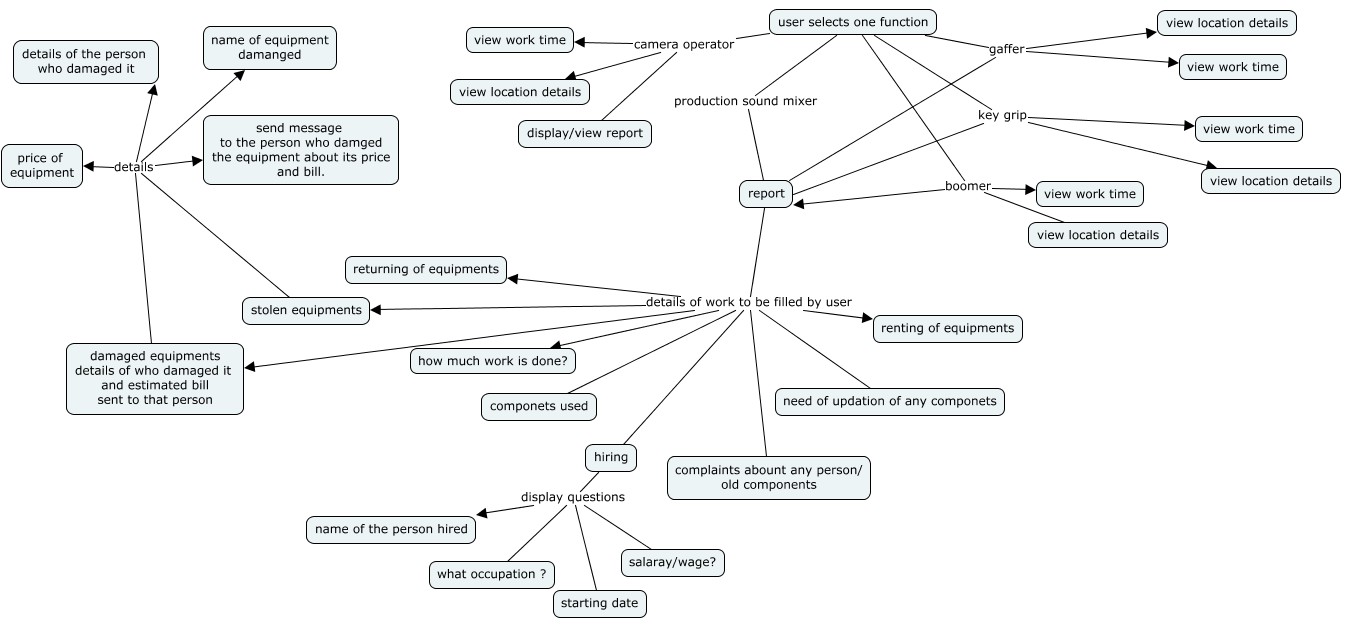 user selects one function
view location details
name of equipment
damanged
details of the person
who damaged it
view work time
camera operator
gaffer
view work time
view location details
production sound mixer
key grip
send message
to the person who damged
the equipment about its price
and bill.
display/view report
view work time
price of
equipment
details
view location details
report
boomer
view work time
view location details
returning of equipments
stolen equipments
details of work to be filled by user
renting of equipments
damaged equipments
details of who damaged it
and estimated bill
sent to that person
how much work is done?
componets used
need of updation of any componets
hiring
complaints abount any person/
old components
display questions
name of the person hired
salaray/wage?
what occupation ?
starting date